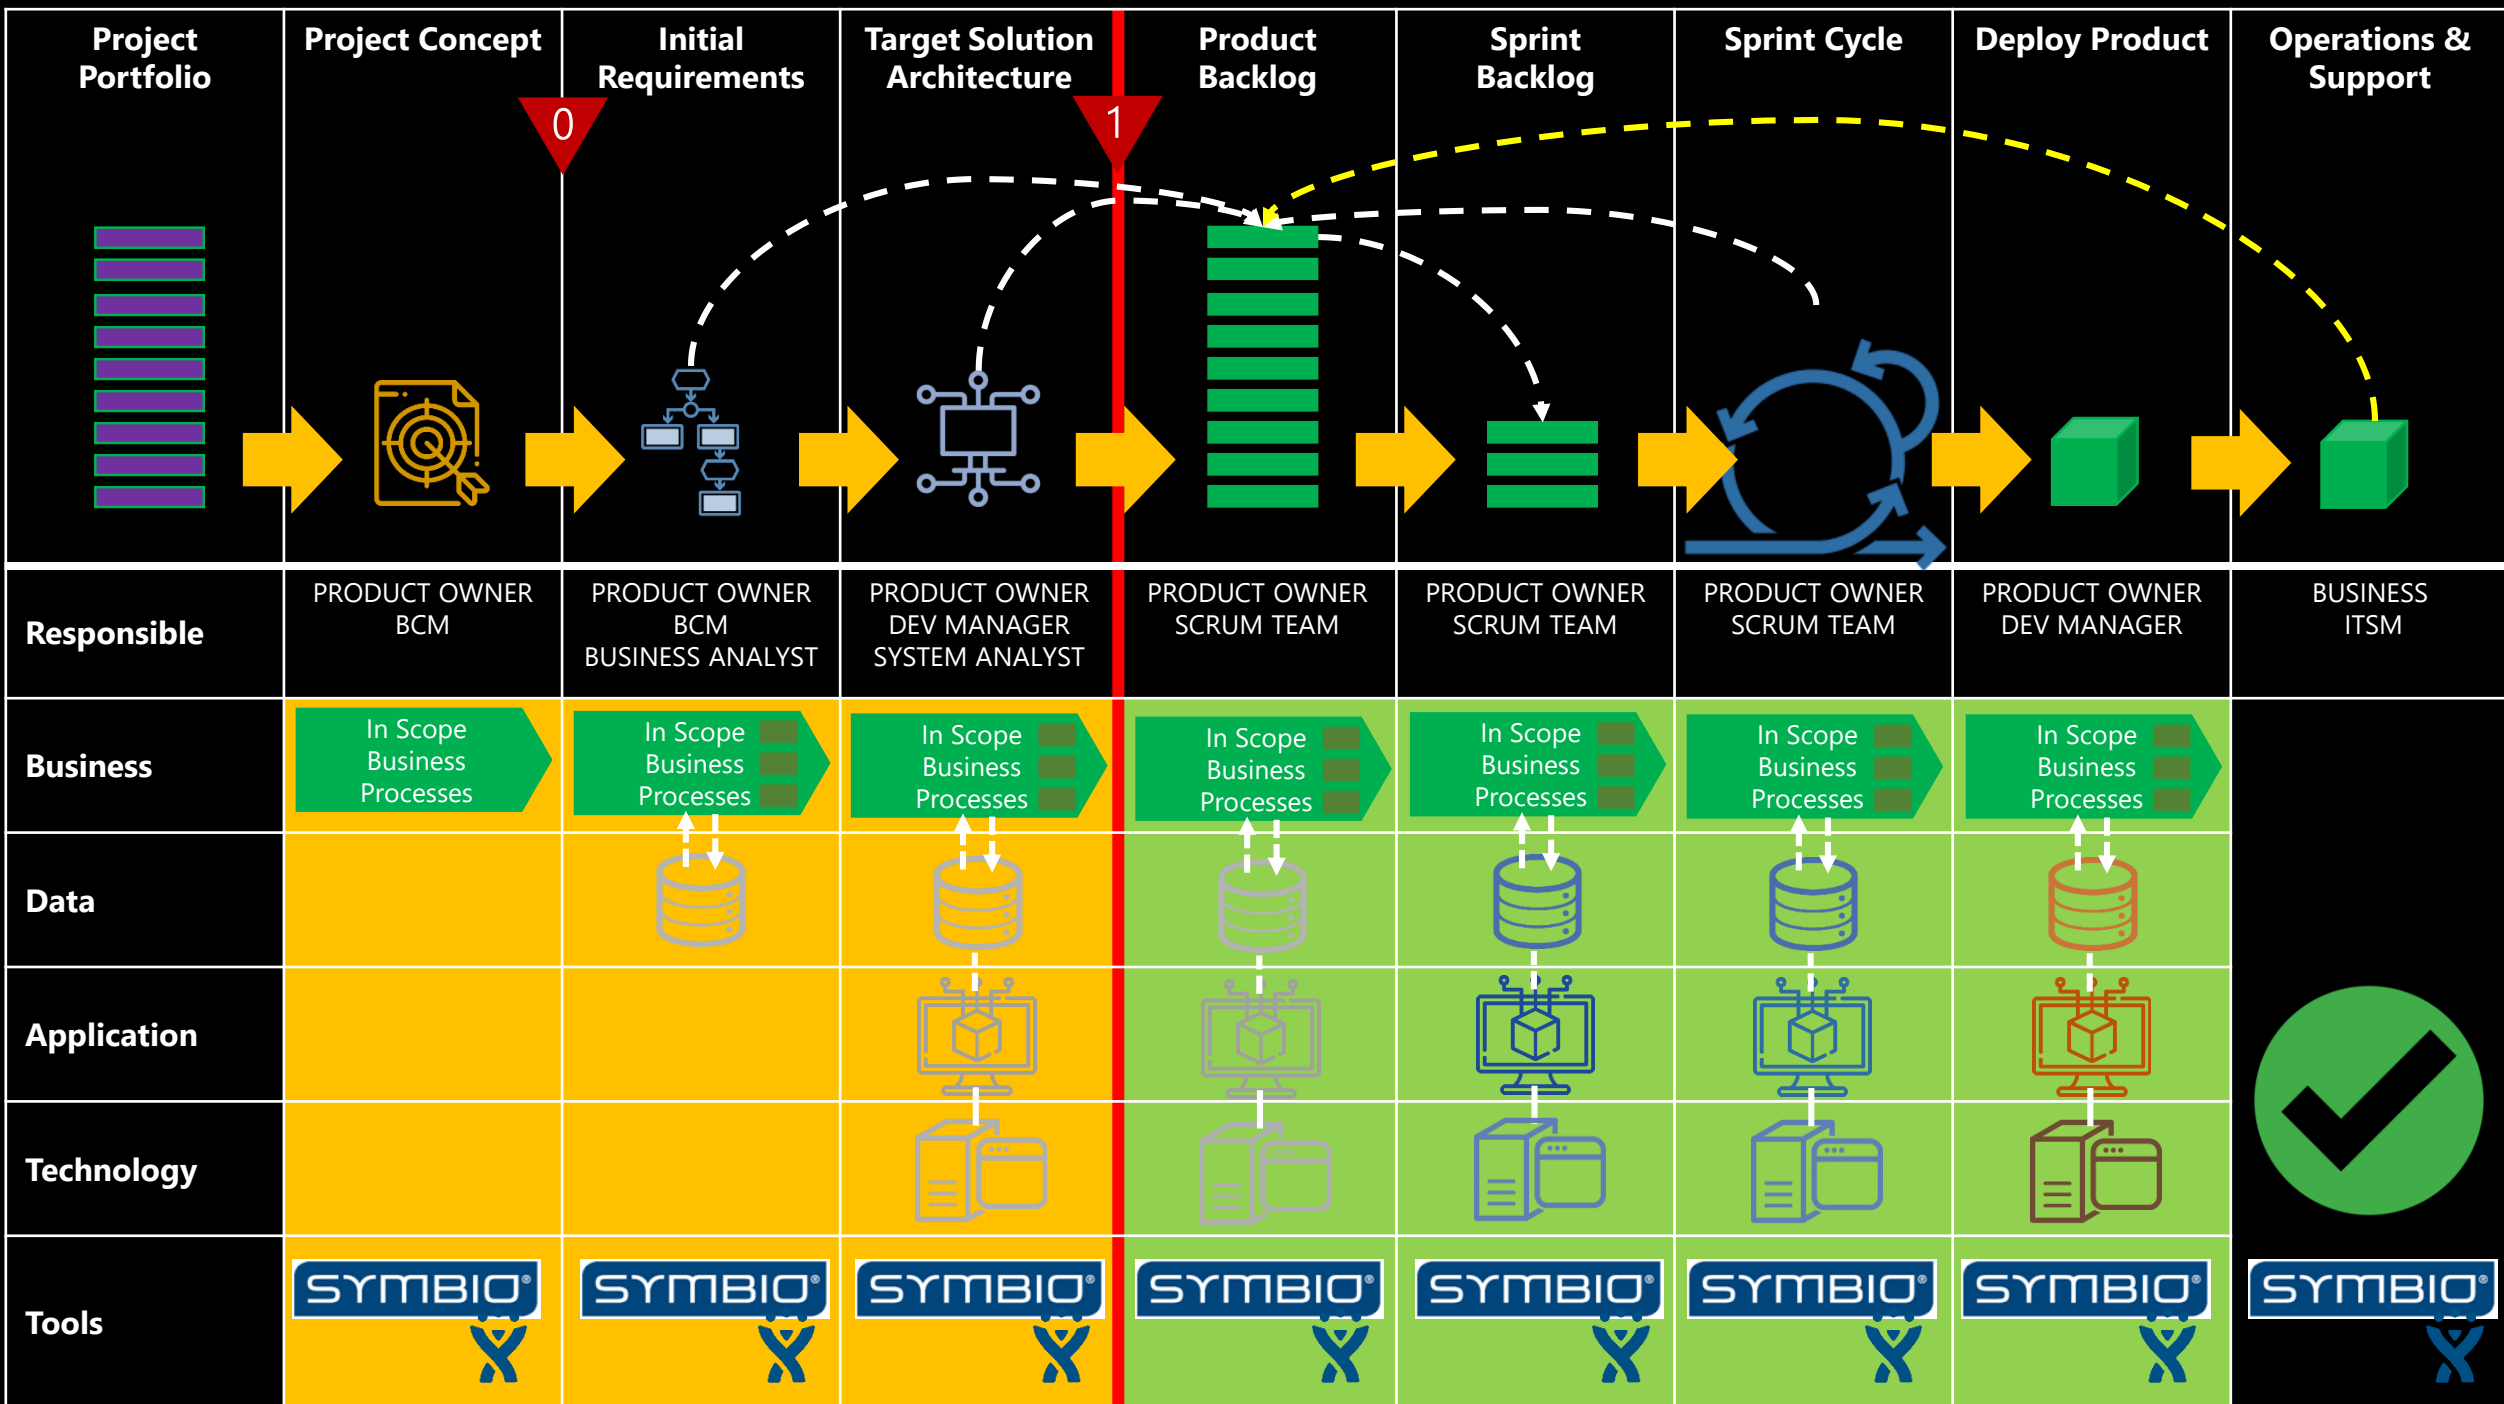 Project
Portfolio
Project Concept
Initial
Requirements
Target Solution
Architecture
Product
Backlog
Sprint
Backlog
Sprint Cycle
Deploy Product
Operations &
Support
0
1
Responsible
PRODUCT OWNER
BCM
PRODUCT OWNER
BCM
BUSINESS ANALYST
PRODUCT OWNER
DEV MANAGER
SYSTEM ANALYST
PRODUCT OWNER
SCRUM TEAM
PRODUCT OWNER
SCRUM TEAM
PRODUCT OWNER
SCRUM TEAM
PRODUCT OWNER
DEV MANAGER
BUSINESS
ITSM
Business
In Scope
Business
Processes
In Scope
Business
Processes
In Scope
Business
Processes
In Scope
Business
Processes
In Scope
Business
Processes
In Scope
Business
Processes
In Scope
Business
Processes
Data
Application
Technology
Tools
SYMBIO®
SYMBIO®
SYMBIO®
SYMBIO®
SYMBIO®
SYMBIO®
SYMBIO®
SYMBIO®